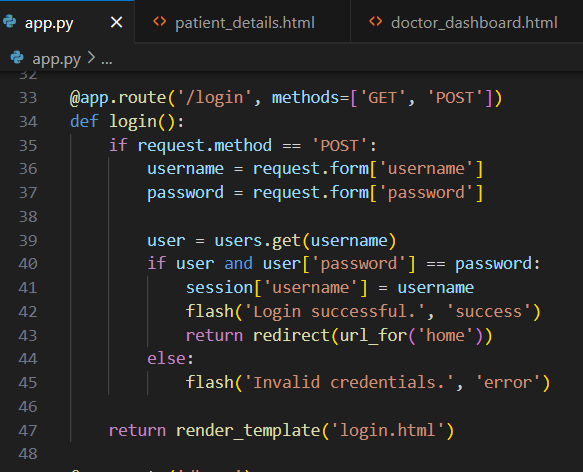 app.py × <> patient_details.html <> doctor_dashboard.html
app.py > ...
32
33 @app.route('/login', methods=['GET', 'POST'])
34 def login():
35     if request.method == 'POST':
36         username = request.form['username']
37         password = request.form['password']
38
39         user = users.get(username)
40         if user and user['password'] == password:
41             session['username'] = username
42             flash('Login successful.', 'success')
43             return redirect(url_for('home'))
44         else:
45             flash('Invalid credentials.', 'error')
46
47     return render_template('login.html')
48